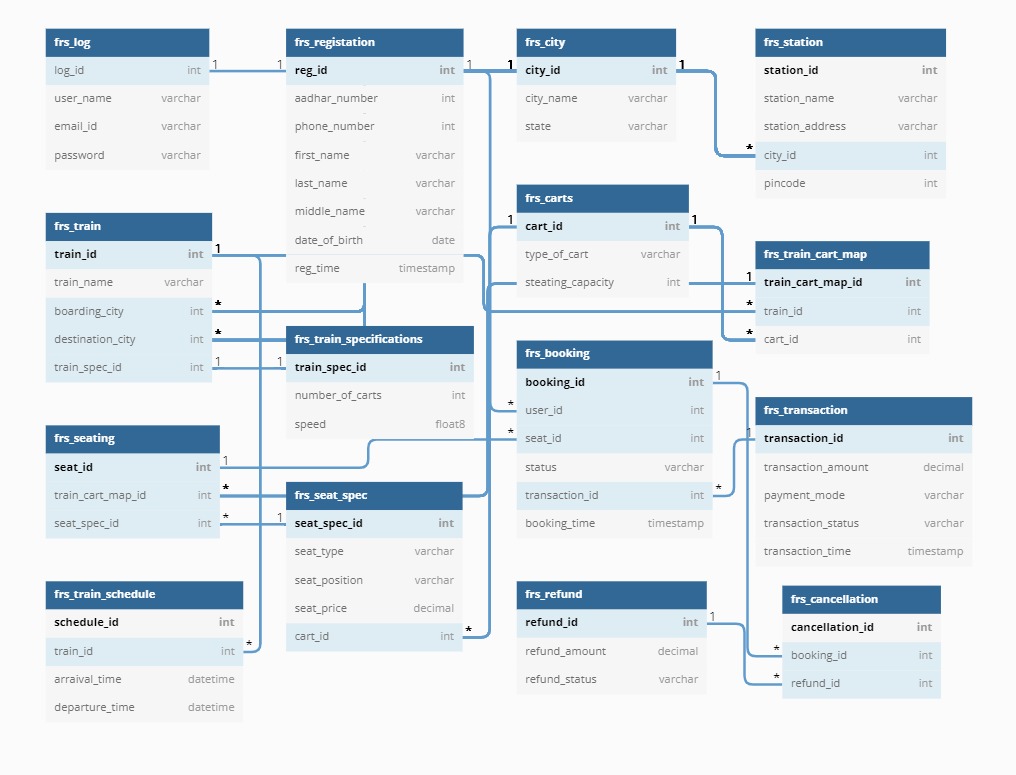 frs_log
log_id int
user_name varchar
email_id varchar
password varchar
frs_registation
reg_id int
aadhar_number int
phone_number int
first_name varchar
last_name varchar
middle_name varchar
date_of_birth date
reg_time timestamp
frs_city
city_id int
city_name varchar
state varchar
frs_station
station_id int
station_name varchar
station_address varchar
city_id int
pincode int
frs_train
train_id int
train_name varchar
boarding_city int
destination_city int
train_spec_id int
frs_carts
cart_id int
type_of_cart varchar
steating_capacity int
frs_train_cart_map
train_cart_map_id int
train_id int
cart_id int
frs_train_specifications
train_spec_id int
number_of_carts int
speed float8
frs_booking
booking_id int
user_id int
seat_id int
status varchar
transaction_id int
booking_time timestamp
frs_transaction
transaction_id int
transaction_amount decimal
payment_mode varchar
transaction_status varchar
transaction_time timestamp
frs_seating
seat_id int
train_cart_map_id int
seat_spec_id int
frs_seat_spec
seat_spec_id int
seat_type varchar
seat_position varchar
seat_price decimal
cart_id int
frs_train_schedule
schedule_id int
train_id int
arraival_time datetime
departure_time datetime
frs_refund
refund_id int
refund_amount decimal
refund_status varchar
frs_cancellation
cancellation_id int
booking_id int
refund_id int
1
1
1
1
1
*
1
*
*
1
1
1
1
1
*
*
*
*
1
1
1
*
1
*
*
1
*
*
1
*
*